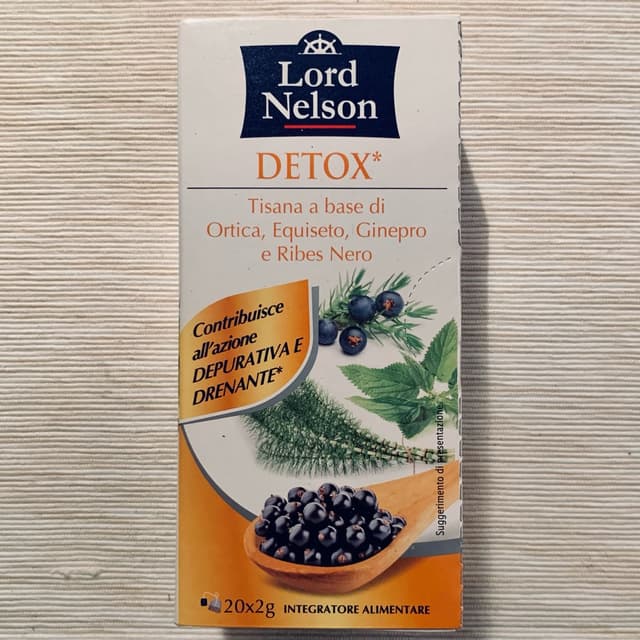 Lord
Nelson
DETOX*
Tisana a base di
Ortica, Equiseto, Ginepro
e Ribes Nero
Contribuisce
all'azione
DEPURATIVA E
DRENANTE*
Suggerimento di presentazione
20x2g INTEGRATORE ALIMENTARE